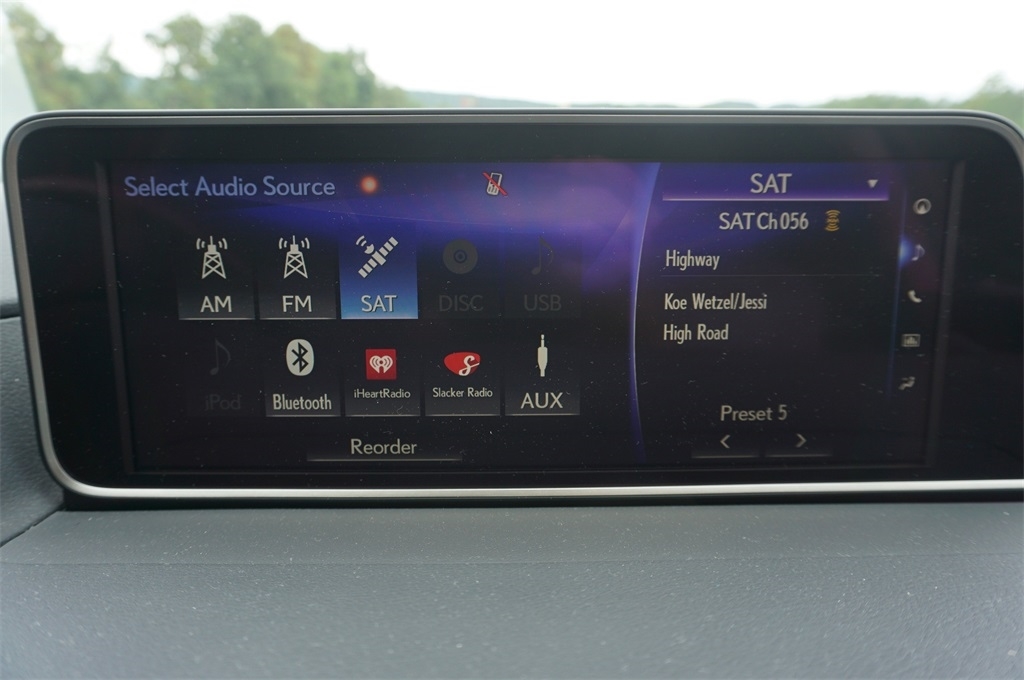 Select Audio Source
AM
FM
SAT
DISC
USB
iPod
Bluetooth
iHeartRadio
Slacker Radio
AUX
Reorder
SAT
SAT Ch 056
Highway
Koe Wetzel/Jessi
High Road
Preset 5
< >